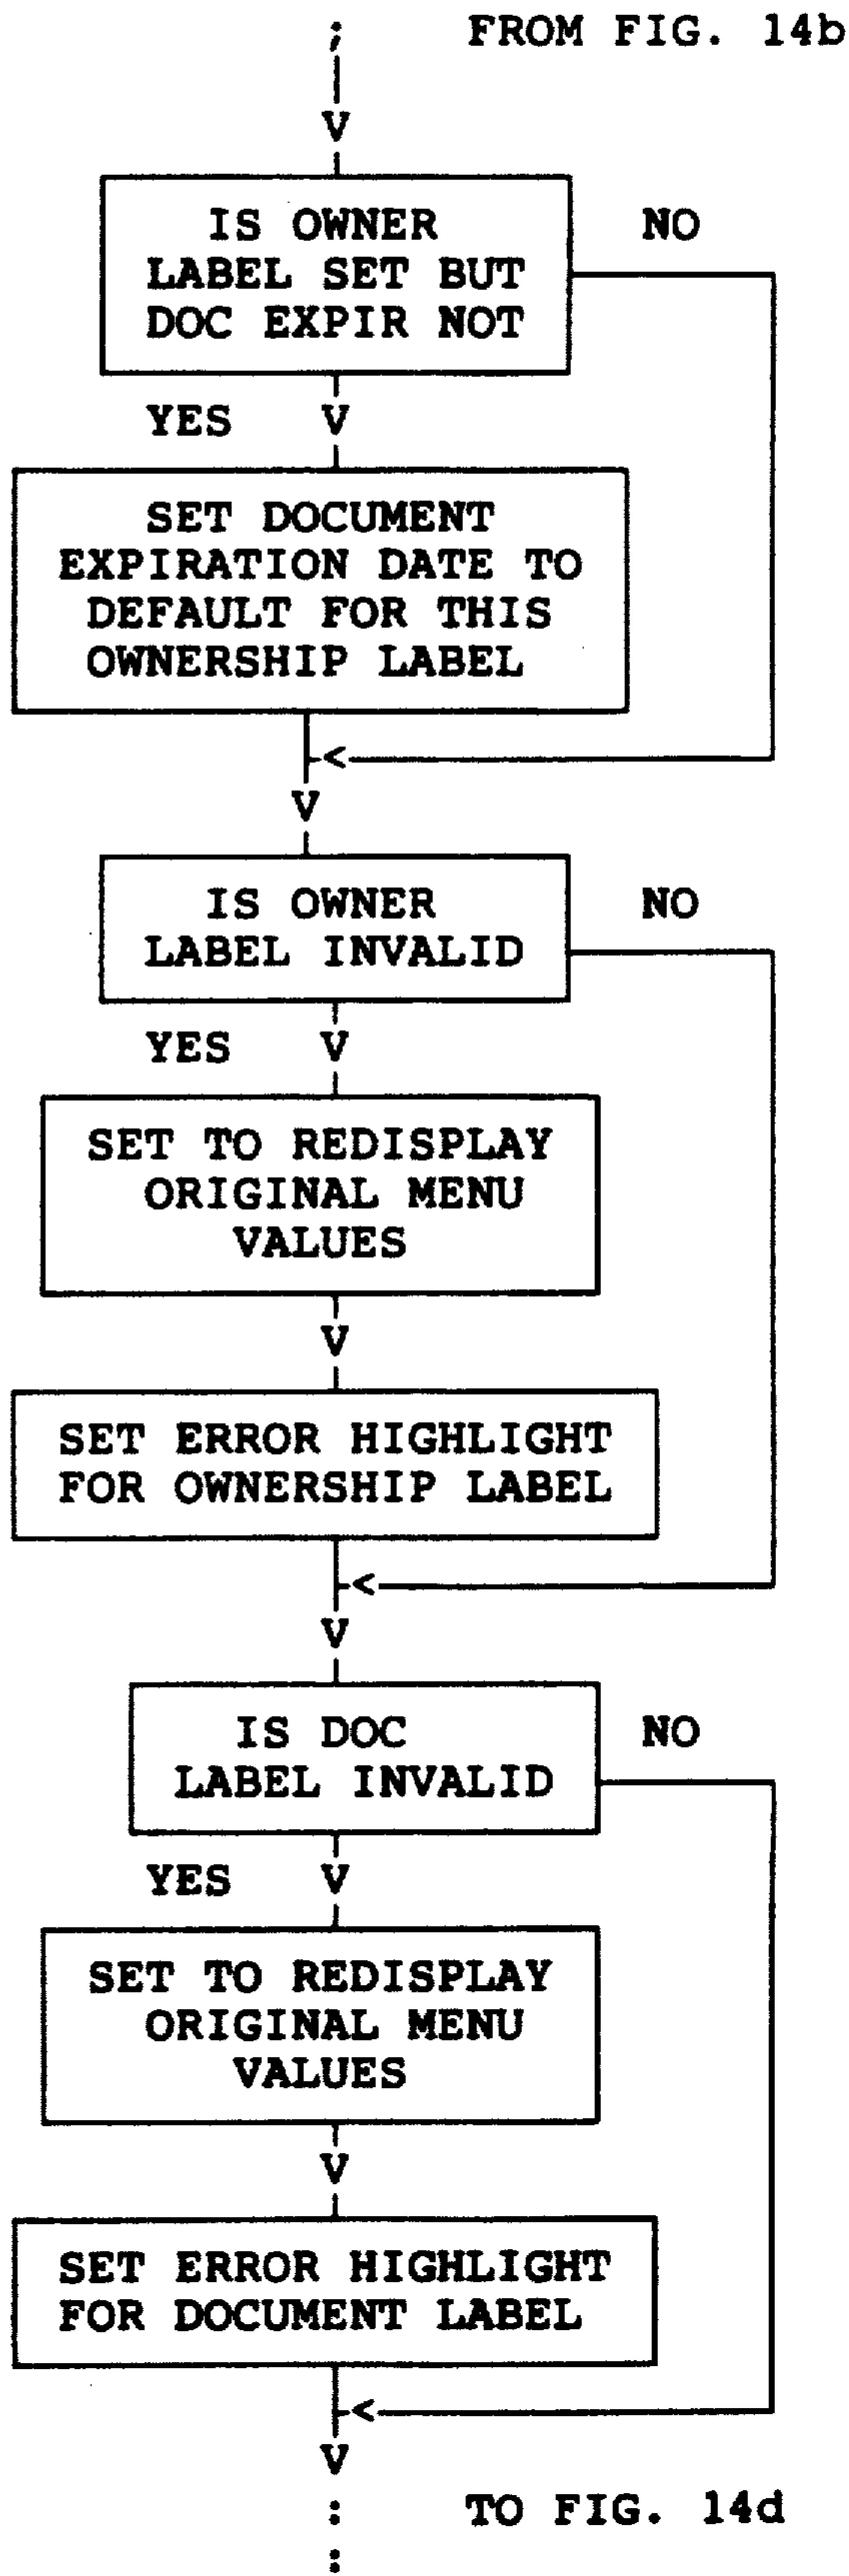 ; FROM FIG. 14b
V
IS OWNER NO
LABEL SET BUT
DOC EXPIR NOT
YES V
SET DOCUMENT
EXPIRATION DATE TO
DEFAULT FOR THIS
OWNERSHIP LABEL
<
V
IS OWNER NO
LABEL INVALID
YES V
SET TO REDISPLAY
ORIGINAL MENU
VALUES
V
SET ERROR HIGHLIGHT
FOR OWNERSHIP LABEL
<
V
IS DOC NO
LABEL INVALID
YES V
SET TO REDISPLAY
ORIGINAL MENU
VALUES
V
SET ERROR HIGHLIGHT
FOR DOCUMENT LABEL
<
V
: TO FIG. 14d
: